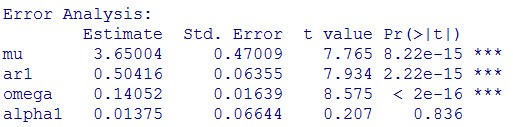 Error Analysis:
Estimate Std. Error t value Pr(>|t|)
mu 3.65004 0.47009 7.765 8.22e-15 ***
ar1 0.50416 0.06355 7.934 2.22e-15 ***
omega 0.14052 0.01639 8.575 < 2e-16 ***
alpha1 0.01375 0.06644 0.207 0.836